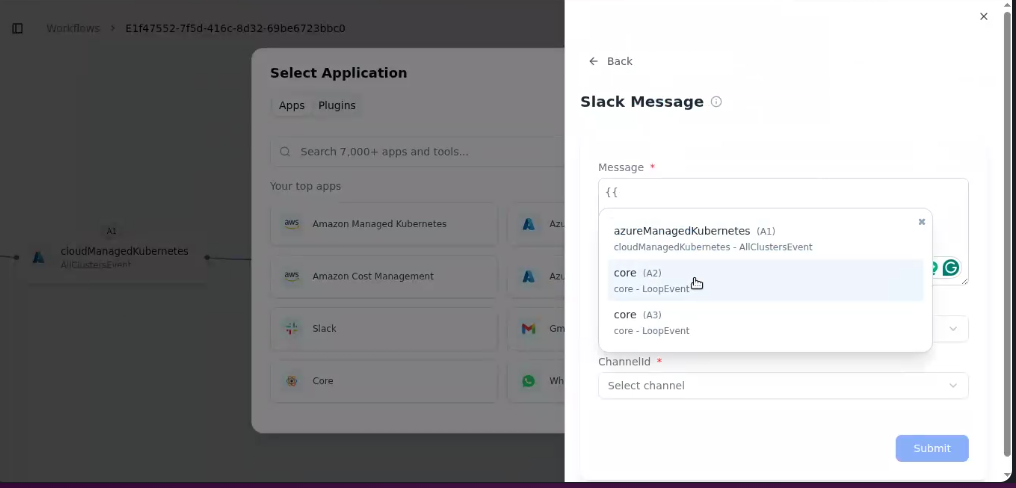 Workflows > E1f47552-7f5d-416c-8d32-69be6723bbc0
Select Application
Apps Plugins
Search 7,000+ apps and tools...
Your top apps
aws Amazon Managed Kubernetes
aws Amazon Cost Management
Slack
Gm
Core
Wh
A1
cloudManagedKubernetes
AllClustersEvent
Back
Slack Message
Message *
{{
azureManagedKubernetes (A1)
cloudManagedKubernetes - AllClustersEvent
core (A2)
core - LoopEvent
core (A3)
core - LoopEvent
ChannelId *
Select channel
Submit